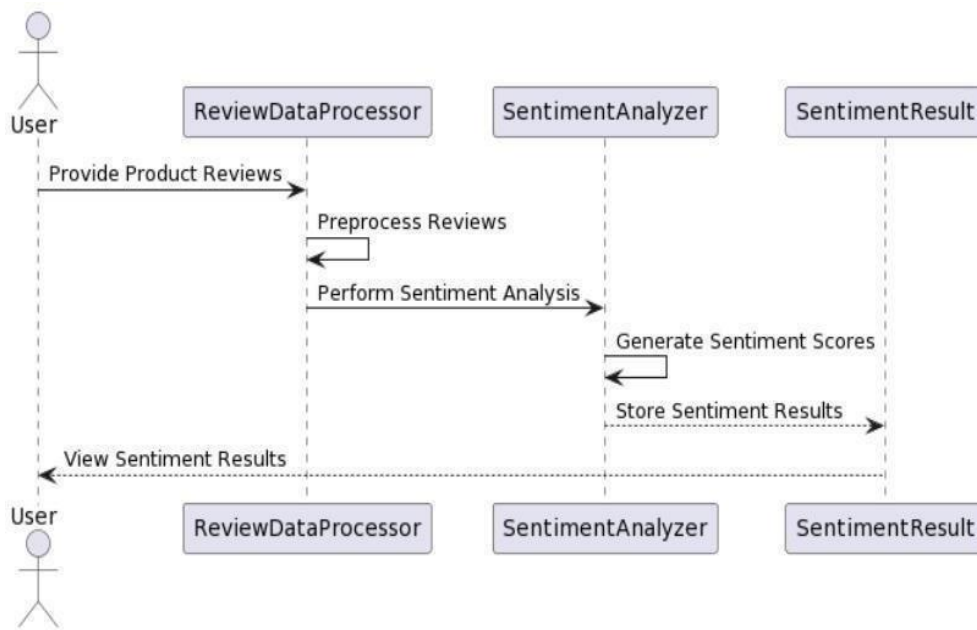 User
ReviewDataProcessor
SentimentAnalyzer
SentimentResult
Provide Product Reviews
Preprocess Reviews
Perform Sentiment Analysis
Generate Sentiment Scores
Store Sentiment Results
View Sentiment Results
User
ReviewDataProcessor
SentimentAnalyzer
SentimentResult